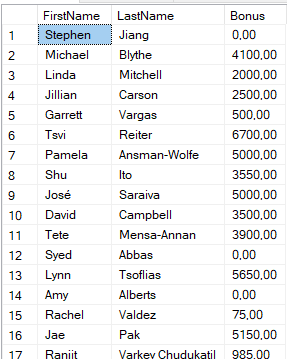 FirstName LastName Bonus
1 Stephen Jiang 0,00
2 Michael Blythe 4100,00
3 Linda Mitchell 2000,00
4 Jillian Carson 2500,00
5 Garrett Vargas 500,00
6 Tsvi Reiter 6700,00
7 Pamela Ansman-Wolfe 5000,00
8 Shu Ito 3550,00
9 José Saraiva 5000,00
10 David Campbell 3500,00
11 Tete Mensa-Annan 3900,00
12 Syed Abbas 0,00
13 Lynn Tsoflias 5650,00
14 Amy Alberts 0,00
15 Rachel Valdez 75,00
16 Jae Pak 5150,00
17 Ranjit Varkey Chudukatil 985,00